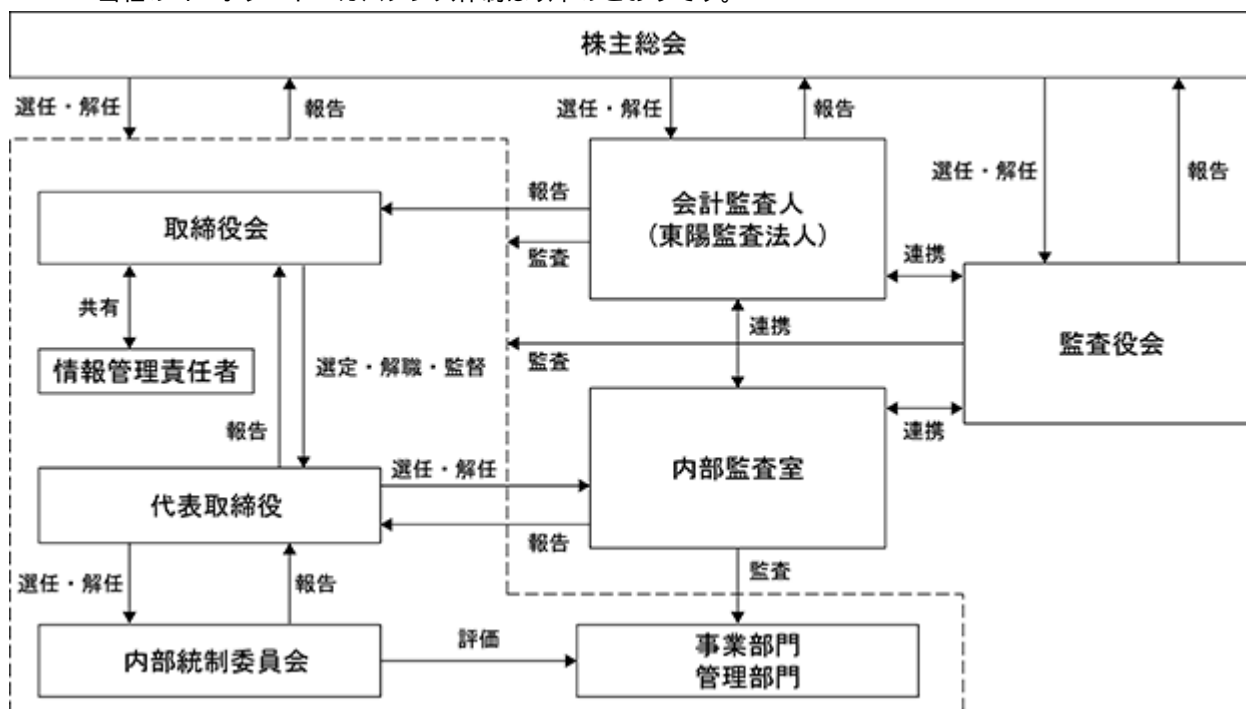 株主総会
選任・解任
報告
選任・解任
報告
選任・解任
報告
取締役会
報告
監査
会計監査人
(東陽監査法人)
連携
監査役会
共有
情報管理責任者
選定・解職・監督
報告
連携
監査
内部監査室
連携
代表取締役
選任・解任
報告
選任・解任
報告
監査
内部統制委員会
評価
事業部門
管理部門